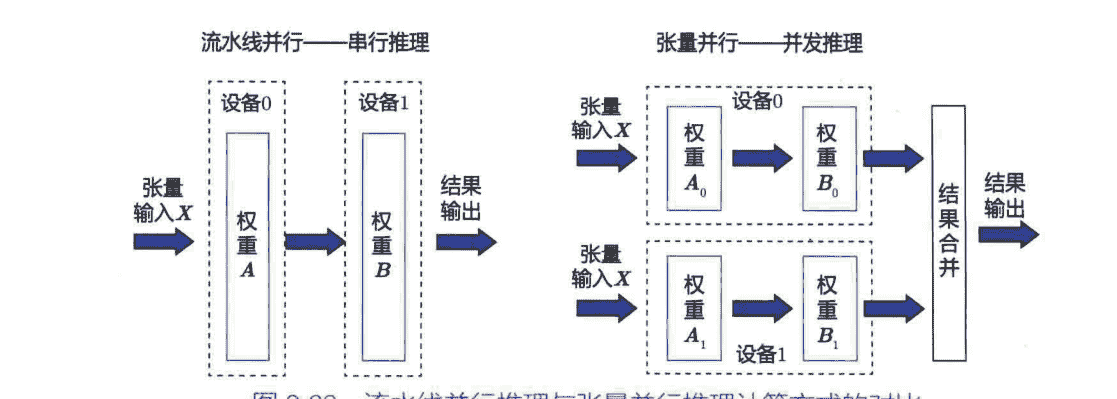 流水线并行——串行推理
设备0
设备1
张量
输入X
权
重
A
权
重
B
结果
输出
张量并行——并发推理
设备0
张量
输入X
权
重
A₀
权
重
B₀
张量
输入X
权
重
A₁
权
重
B₁
设备1
结
果
合
并
结果
输出